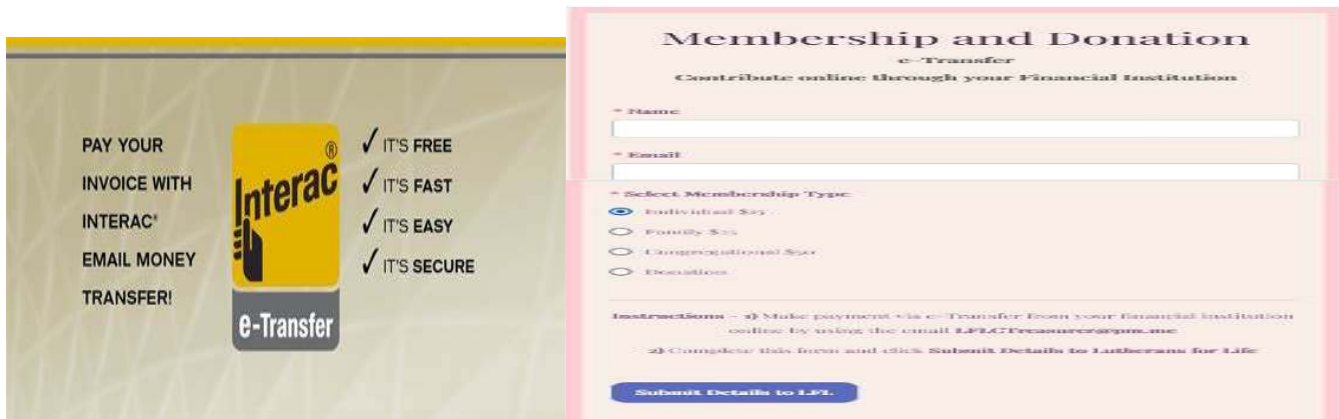 PAY YOUR
INVOICE WITH
INTERAC®
EMAIL MONEY
TRANSFER!
Interac®
e-Transfer
✓ IT'S FREE
✓ IT'S FAST
✓ IT'S EASY
✓ IT'S SECURE
Membership and Donation
e-Transfer
Contribute online through your Financial Institution
* Name
* Email
* Select Membership Type
Individual $25
Family $
Congregational $50
Donation
Instructions - 1) Make payment via e-Transfer from your financial institution
online by using the email LFLCTreasurer@pm.me
2) Complete this form and click Submit Details to Lutherans for Life
Submit Details to LFL